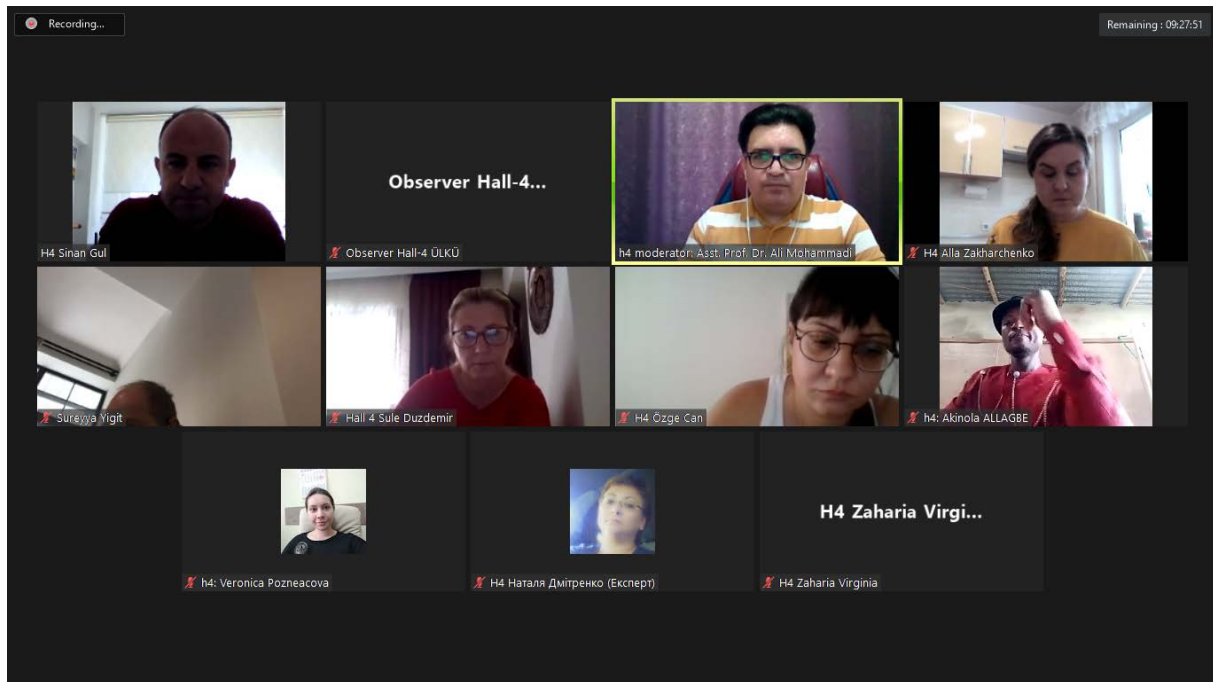 Recording...
Remaining : 09:27:51
Observer Hall-4...
H4 Sinan Gul
Observer Hall-4 ÜLKÜ
h4 moderator: Asst. Prof. Dr. Ali Mohammadi
H4 Alla Zakharchenko
Sureyya Yigit
Hall 4 Sule Duzdemir
H4 Özge Can
h4: Akinola ALLAGBE
H4 Zaharia Virgi...
h4: Veronica Pozneacova
H4 Наталя Дмітренко (Експерт)
H4 Zaharia Virginia